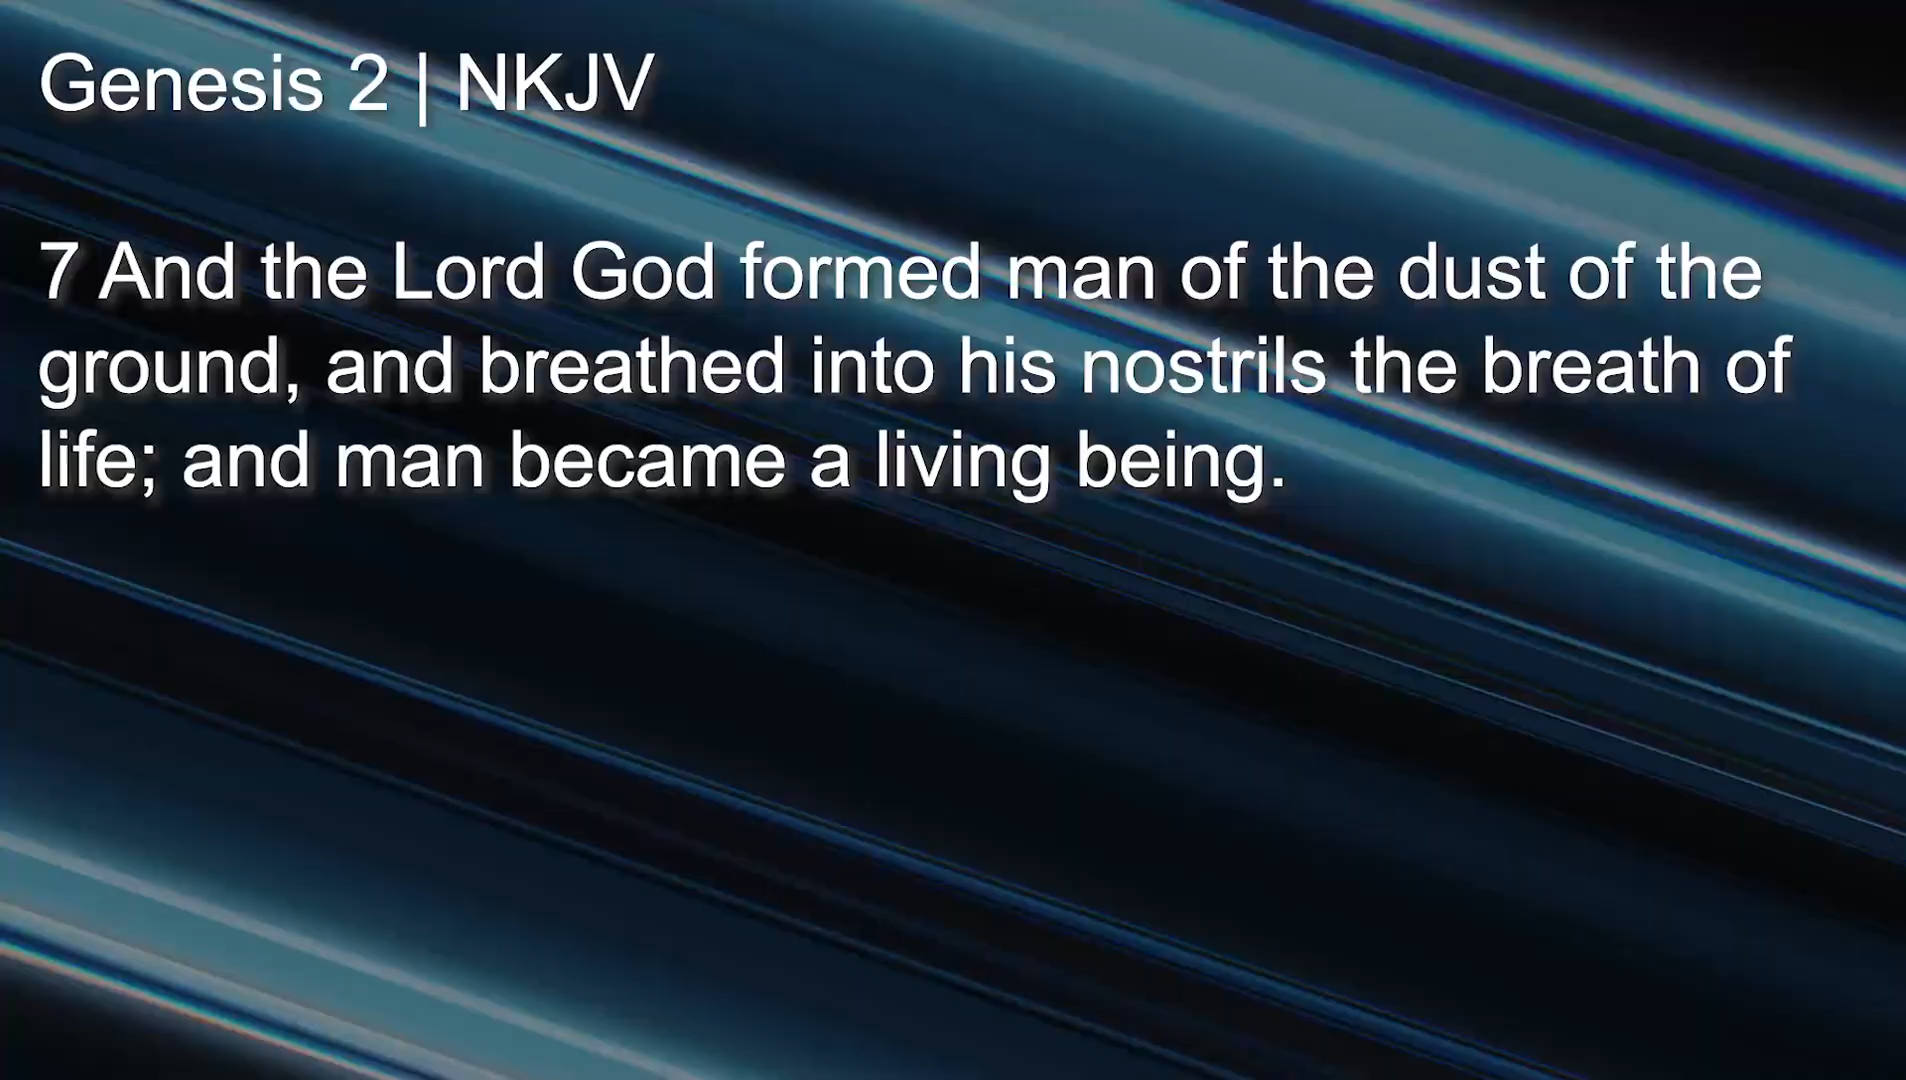 Genesis 2 | NKJV
7 And the Lord God formed man of the dust of the
ground, and breathed into his nostrils the breath of
life; and man became a living being.